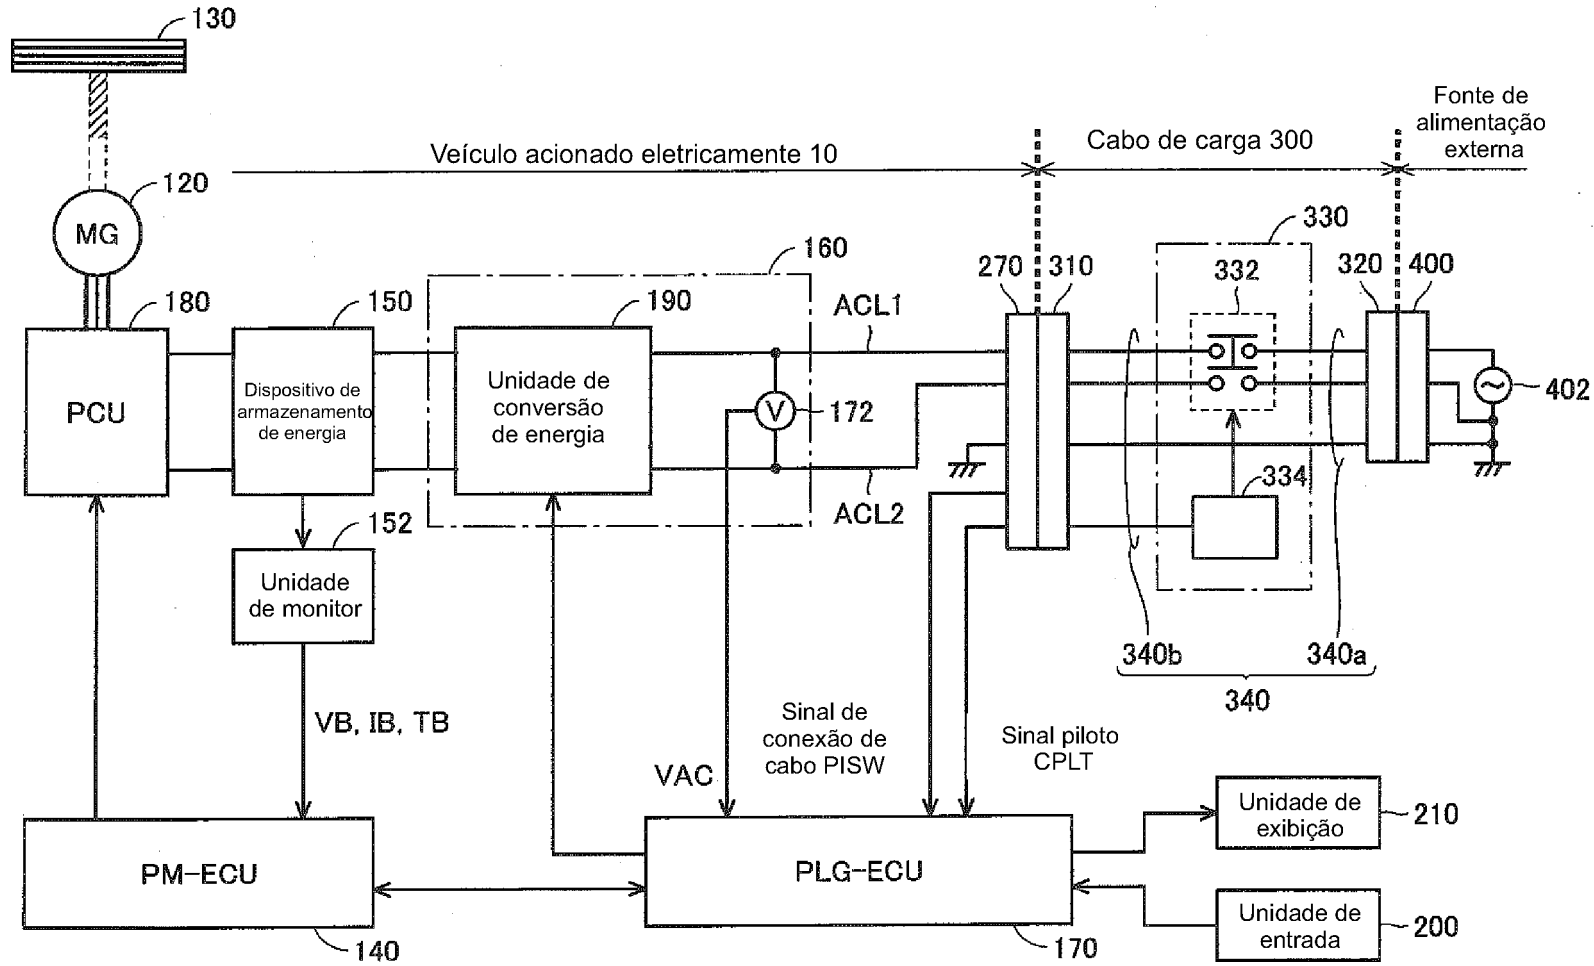 130
Fonte de
alimentação
externa
Cabo de carga 300
Veículo acionado eletricamente 10
120
MG
330
160
270
310
332
320
400
180
150
190
ACL1
PCU
Dispositivo de
armazenamento
de energia
Unidade de
conversão
de energia
V
172
402
334
ACL2
152
Unidade
de monitor
340b
340a
340
VB, IB, TB
Sinal de
conexão de
cabo PISW
Sinal piloto
CPLT
VAC
Unidade de
exibição
210
PM-ECU
PLG-ECU
Unidade de
entrada
200
140
170